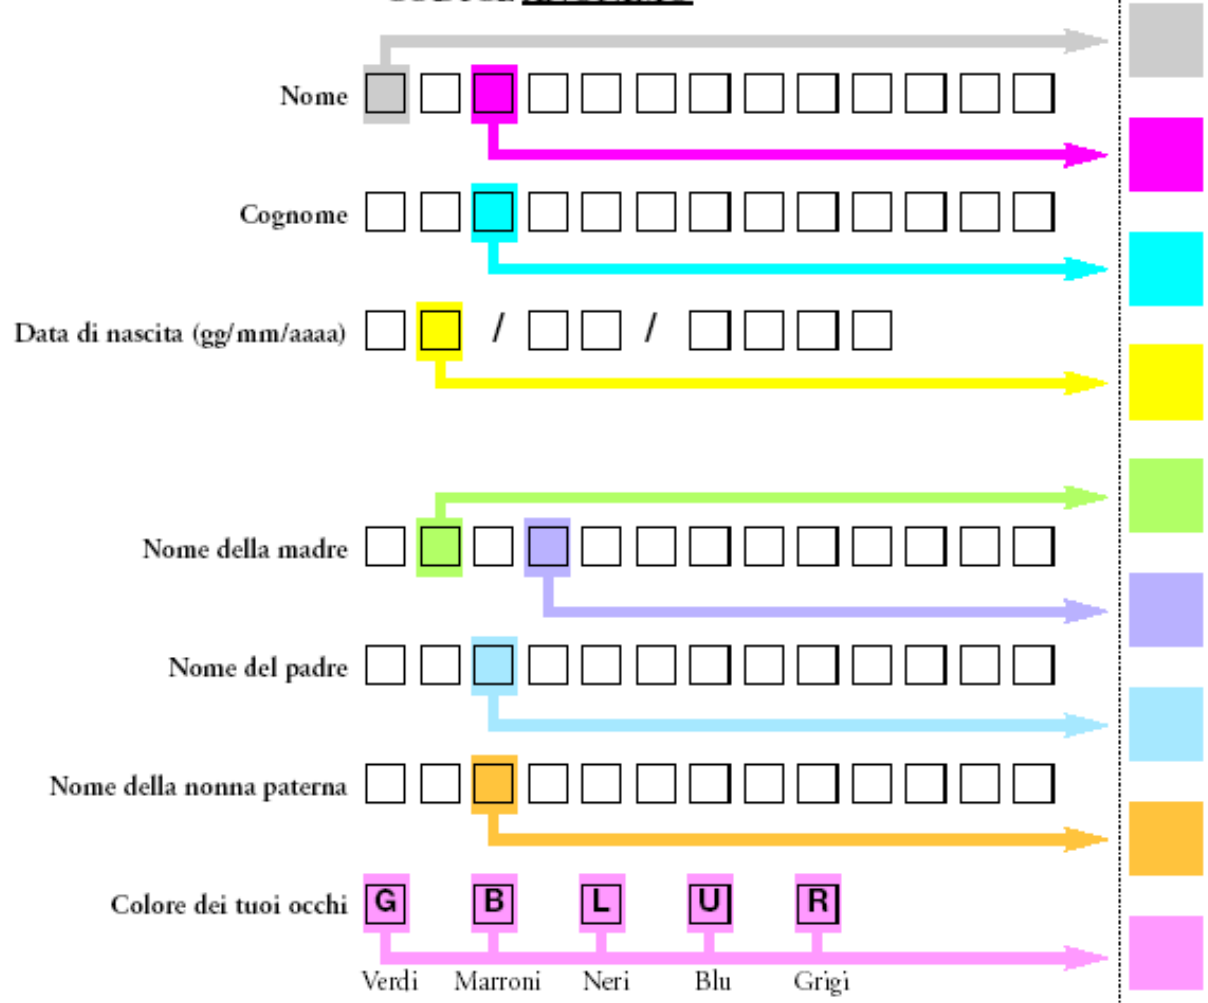 Nome
Cognome
Data di nascita (gg/mm/aaaa) / /
Nome della madre
Nome del padre
Nome della nonna paterna
Colore dei tuoi occhi G B L U R
Verdi Marroni Neri Blu Grigi